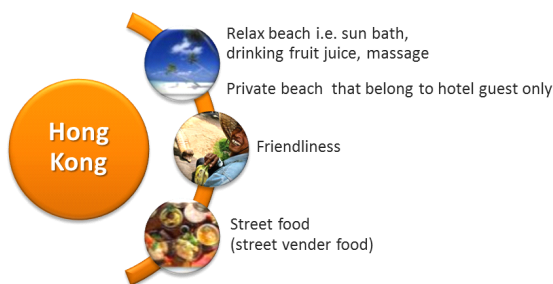 Hong
Kong
Relax beach i.e. sun bath,
drinking fruit juice, massage
Private beach  that belong to hotel guest only
Friendliness
Street food
(street vender food)